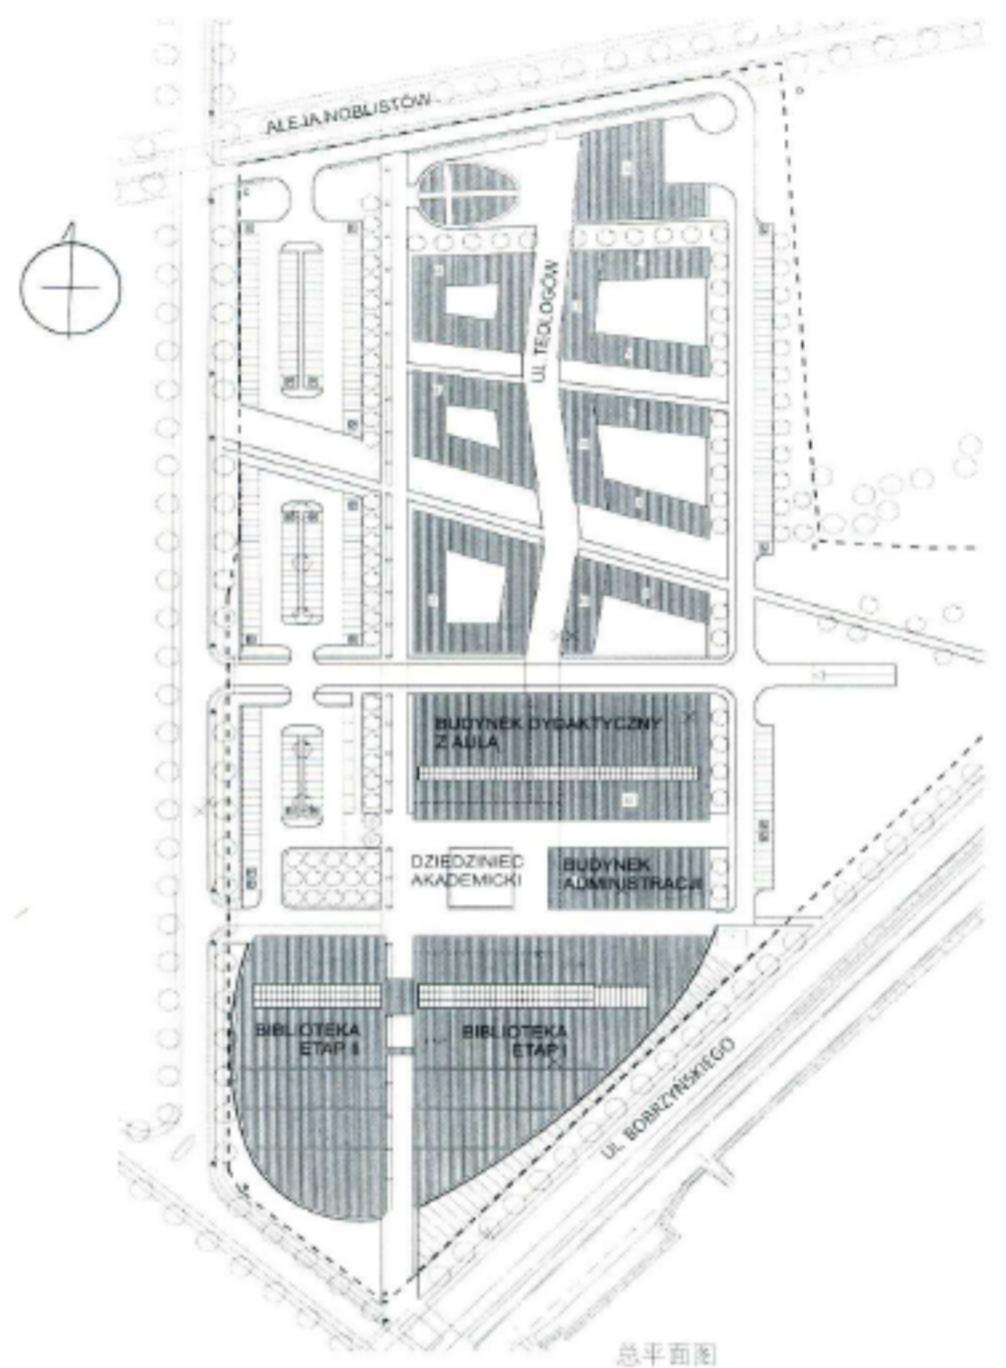 ALEJA NOBLISTÓW
UL. TEOLOGÓW
BUDYNEK DYDAKTYCZNY
Z AULĄ
DZIEDZINIEC
AKADEMICKI
BUDYNEK
ADMINISTRACJI
BIBLIOTEKA
ETAP II
BIBLIOTEKA
ETAP I
UL. BOBRZYŃSKIEGO
总平面图